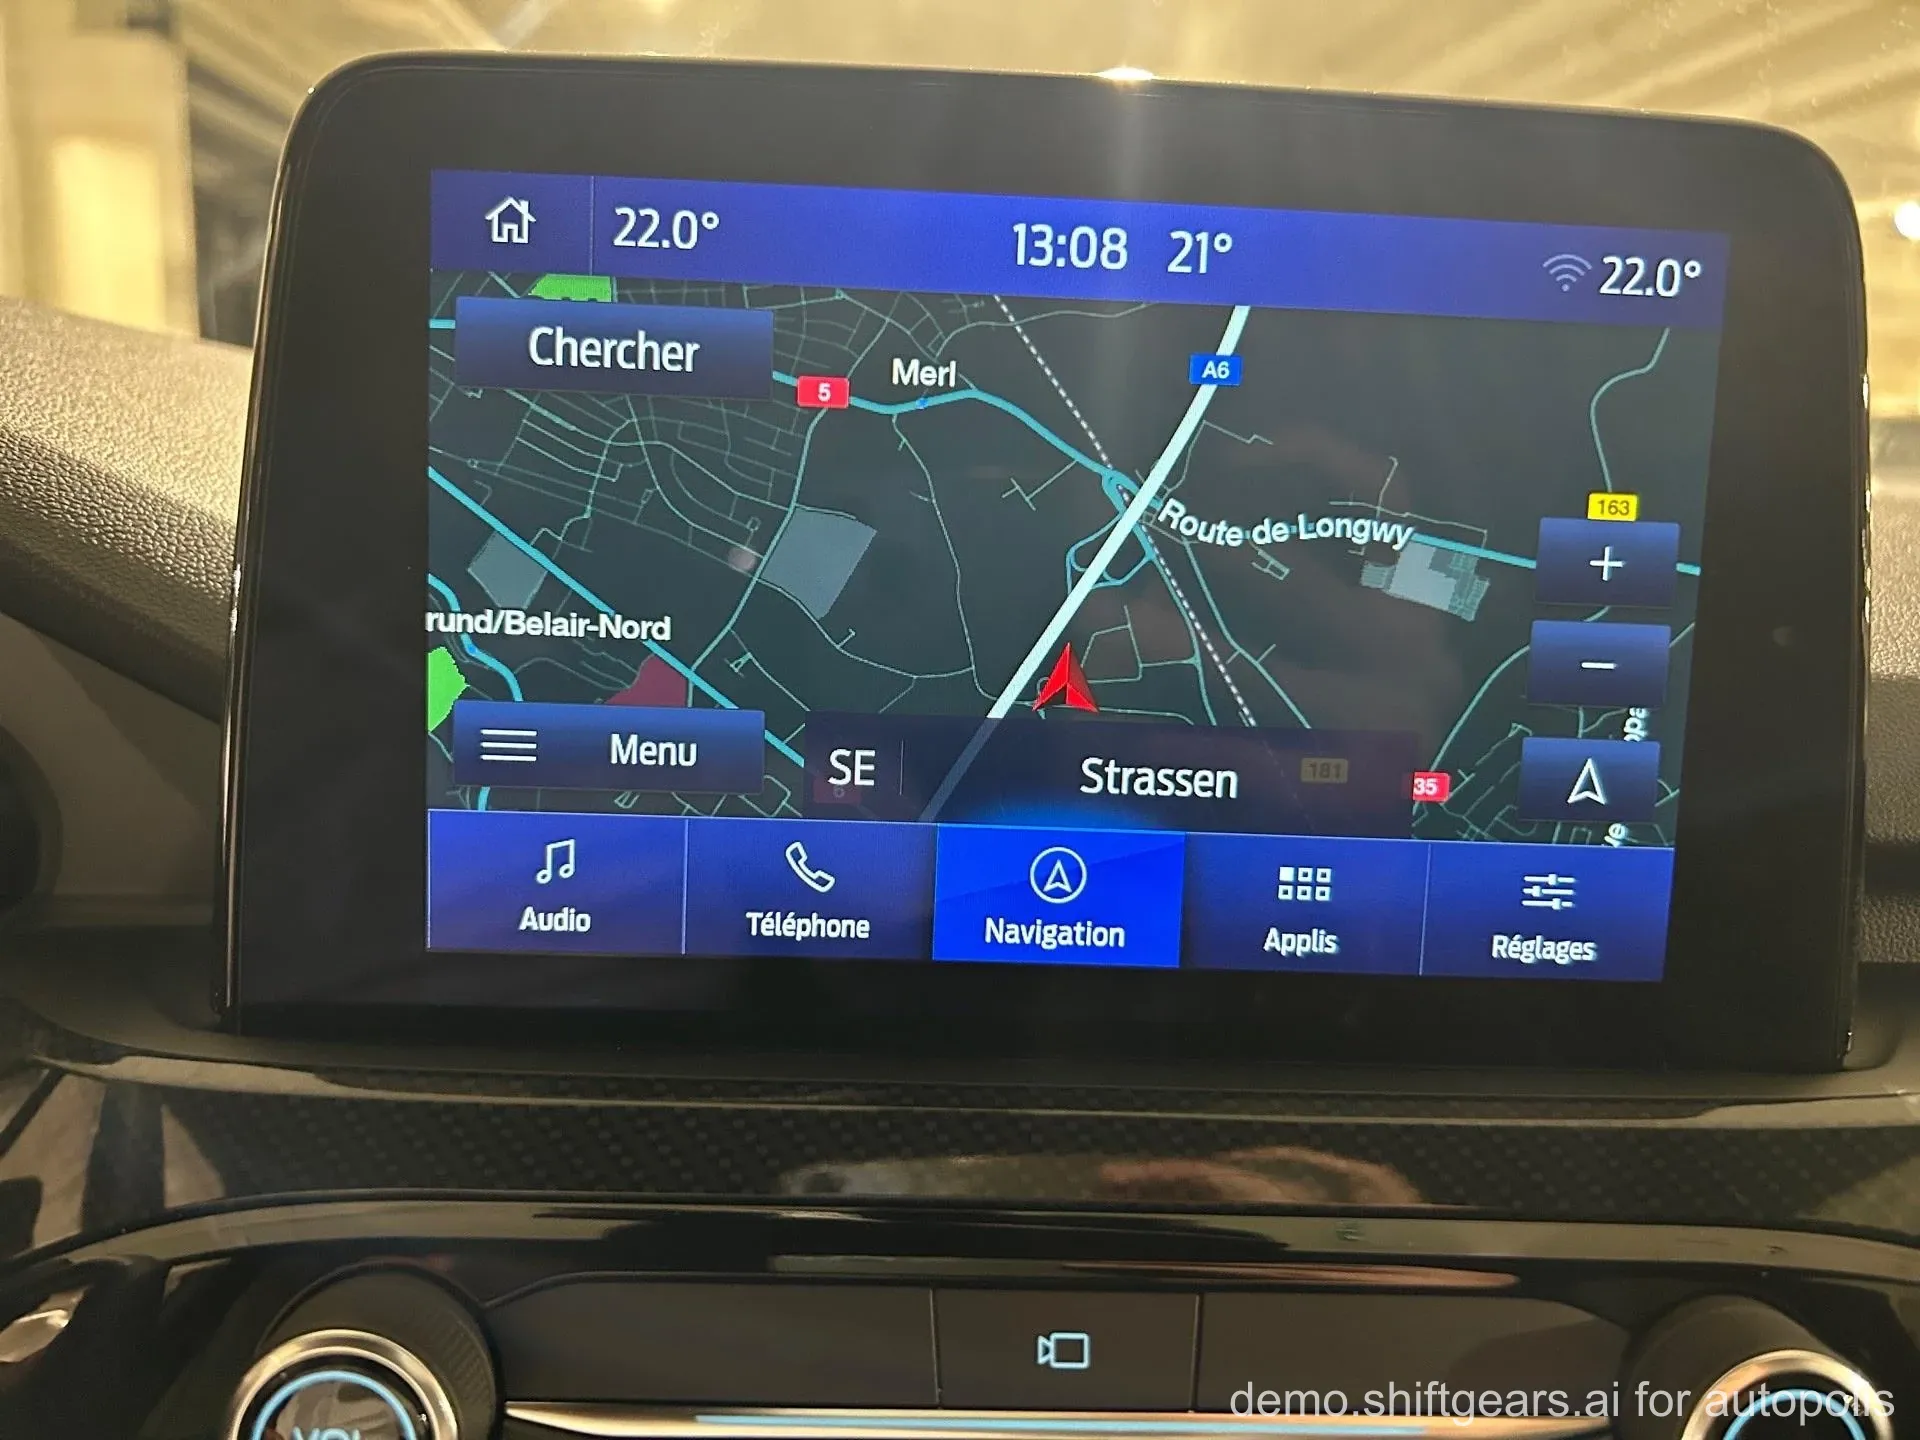 22.0°
13:08 21°
22.0°
Chercher
5
Merl
A6
Route de Longwy
163
+
−
rund/Belair-Nord
Menu
SE
Strassen
181
35
Audio
Téléphone
Navigation
Applis
Réglages
VOL
demo.shiftgears.ai for autopolis